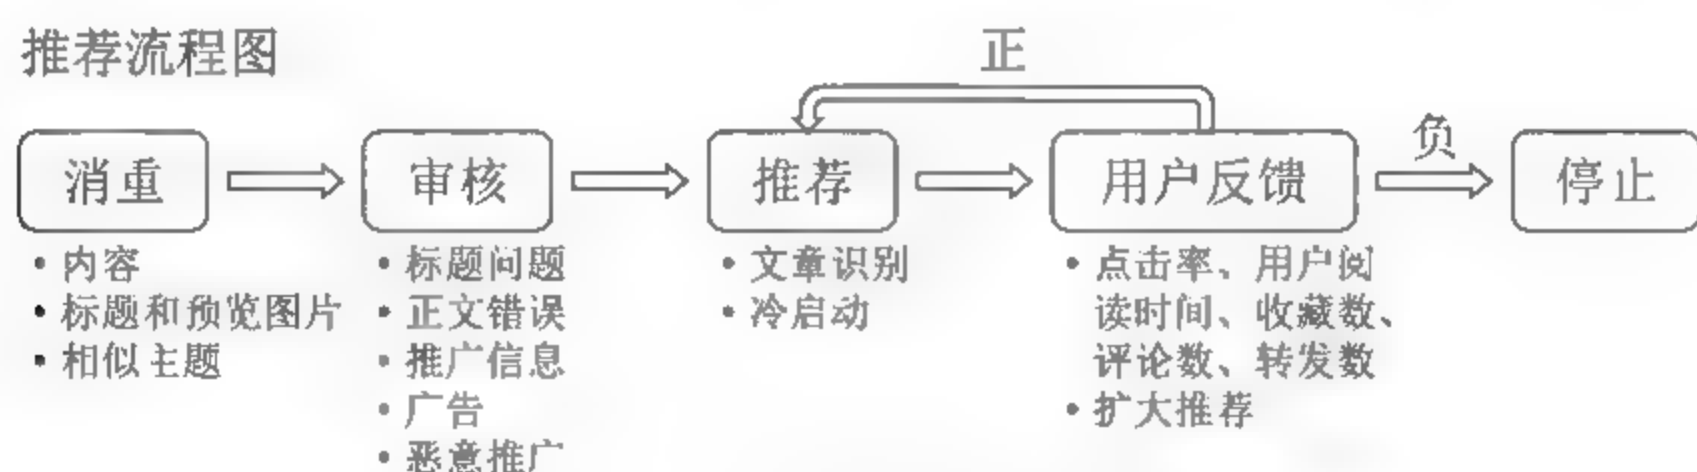 推荐流程图
正
消重
审核
推荐
用户反馈
负
停止
• 内容
• 标题和预览图片
• 相似主题
• 标题问题
• 正文错误
• 推广信息
• 广告
• 恶意推广
• 文章识别
• 冷启动
• 点击率、用户阅
读时间、收藏数、
评论数、转发数
• 扩大推荐